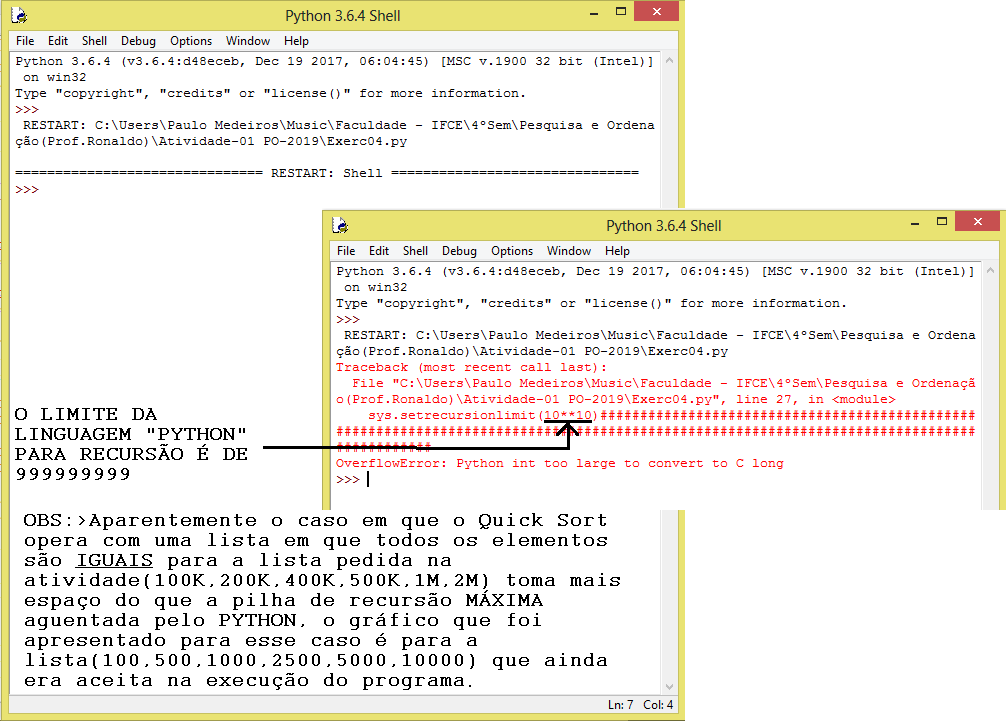 Python 3.6.4 Shell
File Edit Shell Debug Options Window Help
Python 3.6.4 (v3.6.4:d48eceb, Dec 19 2017, 06:04:45) [MSC v.1900 32 bit (Intel)]
on win32
Type "copyright", "credits" or "license()" for more information.
>>>
RESTART: C:\Users\Paulo Medeiros\Music\Faculdade - IFCE\4ºSem\Pesquisa e Ordena
ção(Prof.Ronaldo)\Atividade-01 PO-2019\Exerc04.py
=============================== RESTART: Shell ===============================
>>>
Python 3.6.4 Shell
File Edit Shell Debug Options Window Help
Python 3.6.4 (v3.6.4:d48eceb, Dec 19 2017, 06:04:45) [MSC v.1900 32 bit (Intel)]
on win32
Type "copyright", "credits" or "license()" for more information.
>>>
RESTART: C:\Users\Paulo Medeiros\Music\Faculdade - IFCE\4ºSem\Pesquisa e Ordena
ção(Prof.Ronaldo)\Atividade-01 PO-2019\Exerc04.py
Traceback (most recent call last):
File "C:\Users\Paulo Medeiros\Music\Faculdade - IFCE\4ºSem\Pesquisa e Ordenaçã
o(Prof.Ronaldo)\Atividade-01 PO-2019\Exerc04.py", line 27, in <module>
sys.setrecursionlimit(10**10)###############################################
################################################################################
############
OverflowError: Python int too large to convert to C long
>>>
O LIMITE DA
LINGUAGEM "PYTHON"
PARA RECURSÃO É DE
999999999
OBS:>Aparentemente o caso em que o Quick Sort
opera com uma lista em que todos os elementos
são IGUAIS para a lista pedida na
atividade(100K,200K,400K,500K,1M,2M) toma mais
espaço do que a pilha de recursão MÁXIMA
aguentada pelo PYTHON, o gráfico que foi
apresentado para esse caso é para a
lista(100,500,1000,2500,5000,10000) que ainda
era aceita na execução do programa.
Ln: 7 Col: 4